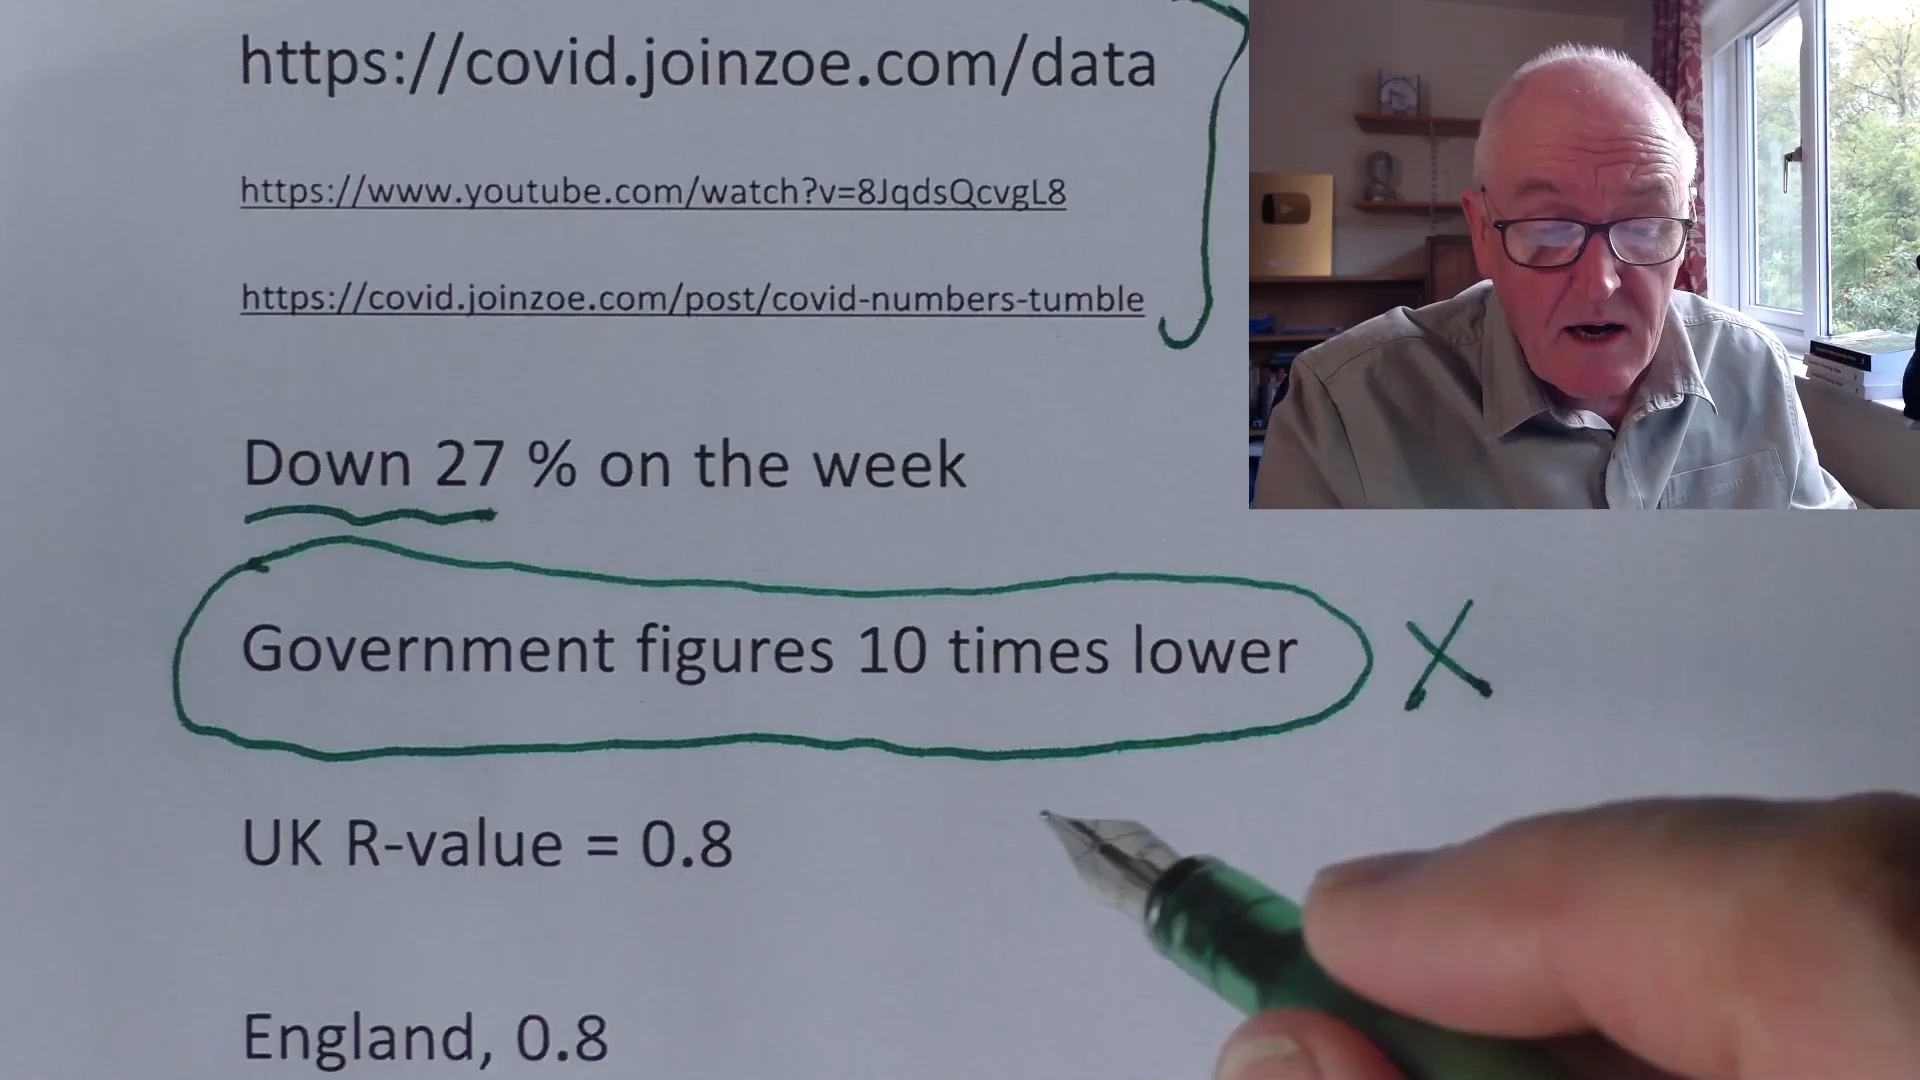 https://covid.joinzoe.com/data
https://www.youtube.com/watch?v=8JqdsQcvgL8
https://covid.joinzoe.com/post/covid-numbers-tumble
Down 27 % on the week
Government figures 10 times lower X
UK R-value = 0.8
England, 0.8